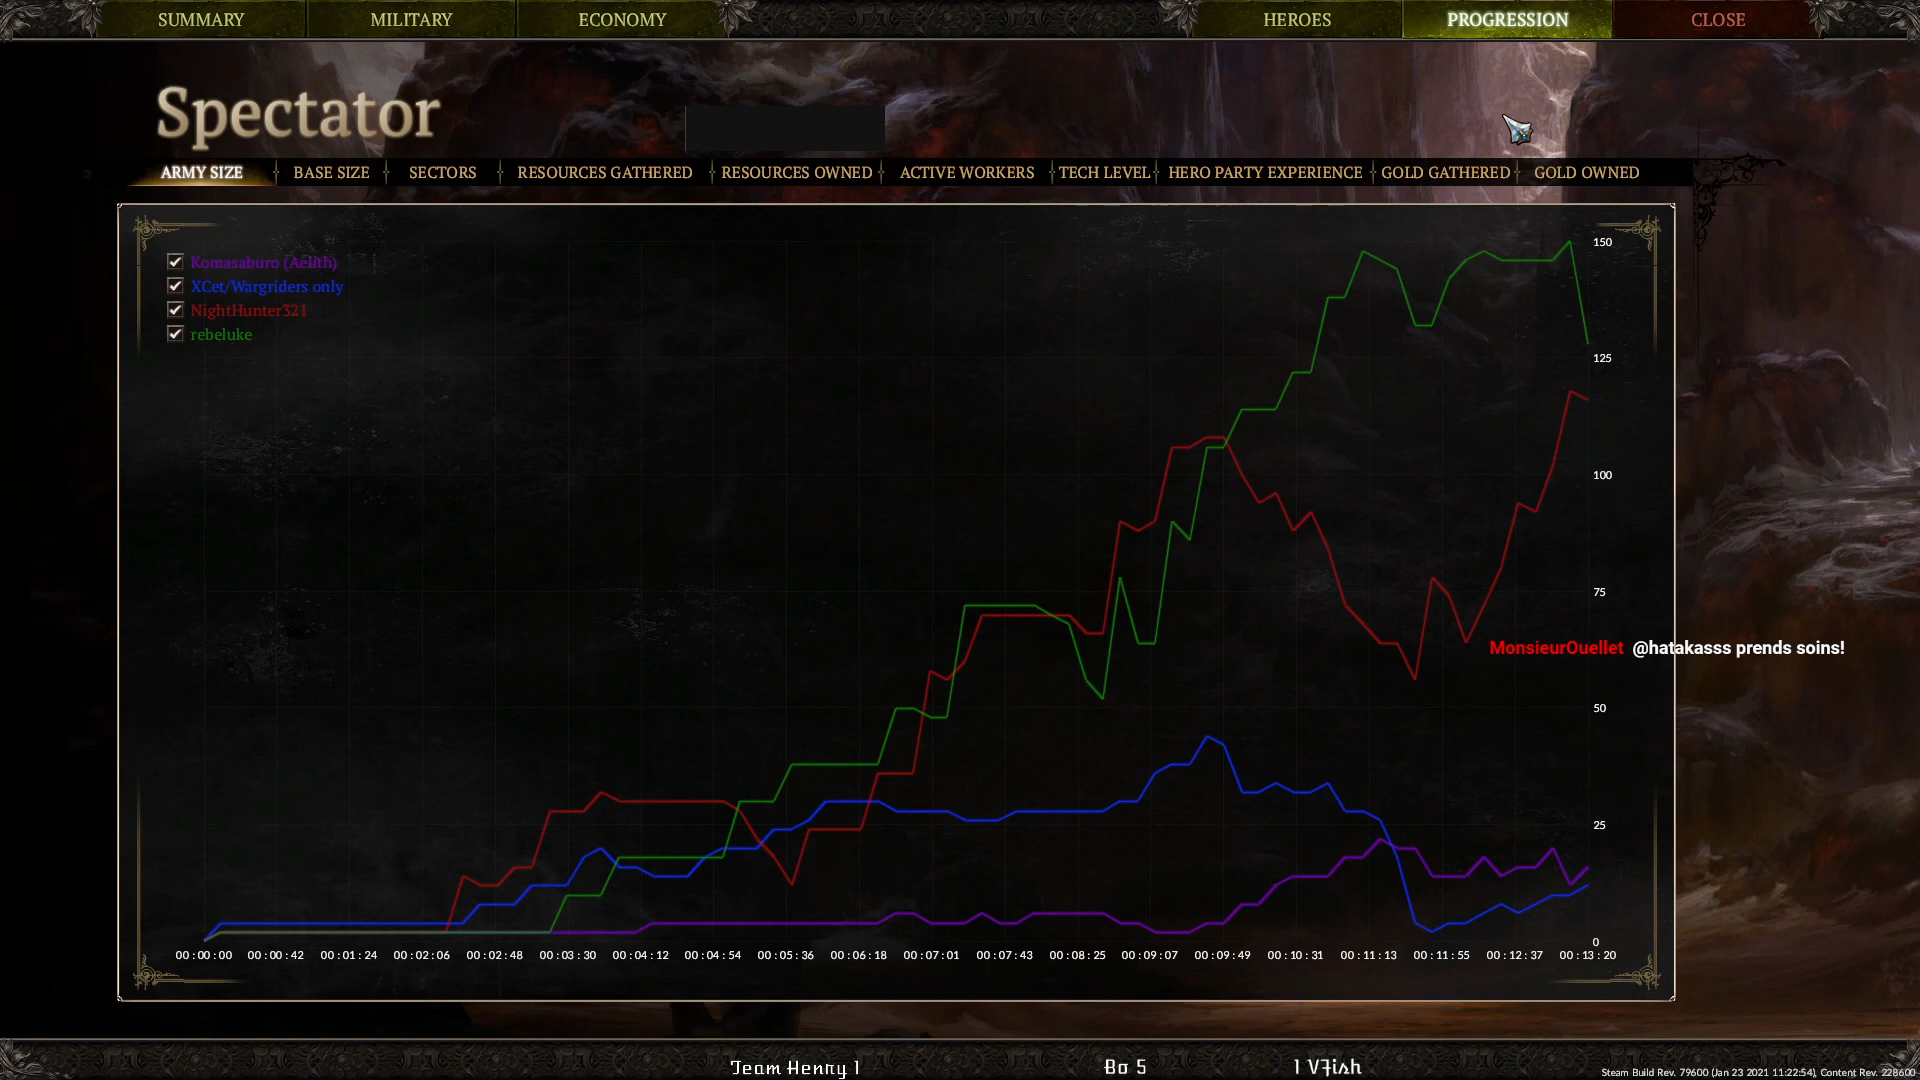 SUMMARY MILITARY ECONOMY HEROES PROGRESSION CLOSE
Spectator
ARMY SIZE BASE SIZE SECTORS RESOURCES GATHERED RESOURCES OWNED ACTIVE WORKERS TECH LEVEL HERO PARTY EXPERIENCE GOLD GATHERED GOLD OWNED
Komasaburo (Aelith)
XCet/Wargriders only
NightHunter321
rebeluke
150
125
100
75
MonsieurOuellet @hatakasss prends soins!
50
25
0
00:00:00 00:00:42 00:01:24 00:02:06 00:02:48 00:03:30 00:04:12 00:04:54 00:05:36 00:06:18 00:07:01 00:07:43 00:08:25 00:09:07 00:09:49 00:10:31 00:11:13 00:11:55 00:12:37 00:13:20
Team Henry 1 Bo 5 1 VFish
Steam Build Rev. 79600 (Jan 23 2021 11:22:54), Content Rev. 228600